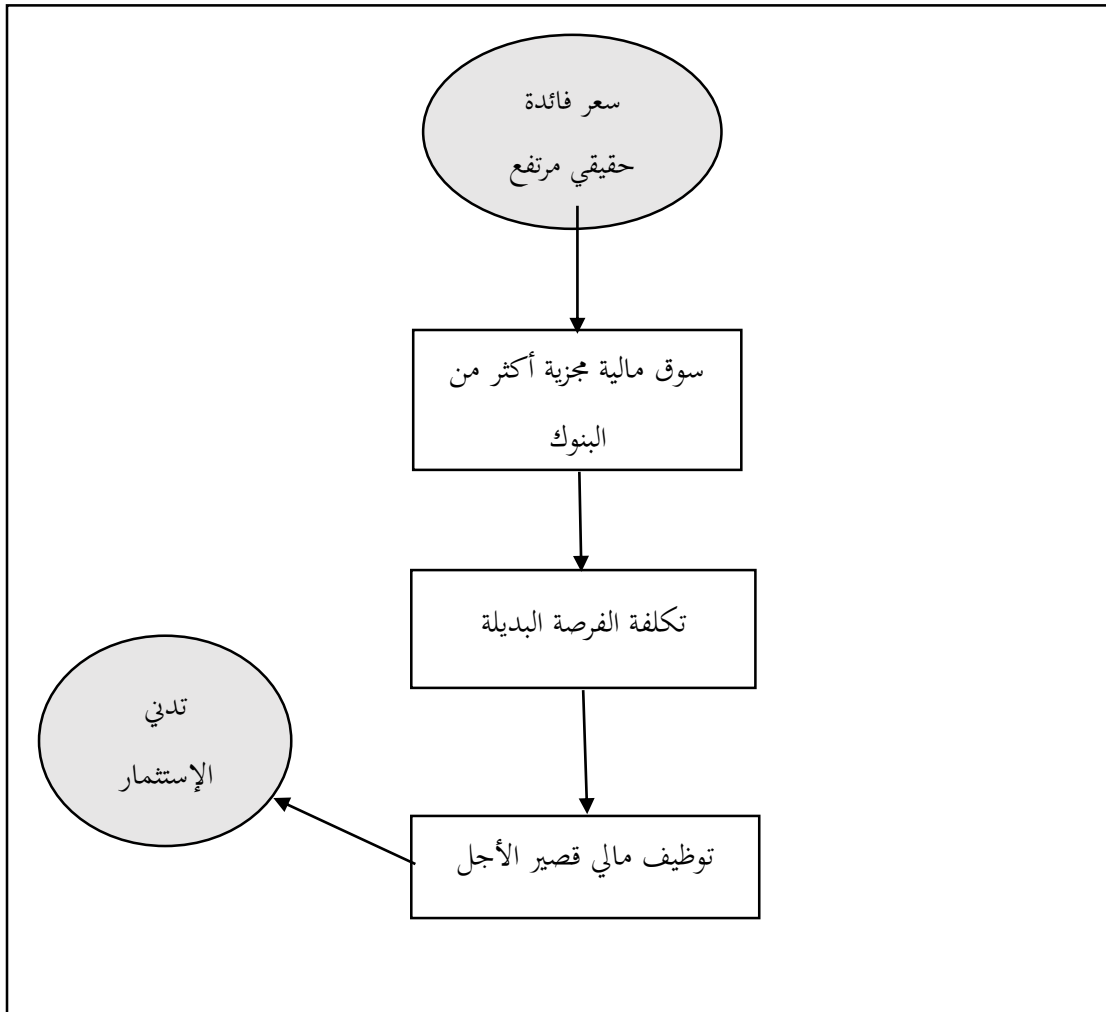 سعر فائدة
حقيقي مرتفع
سوق مالية مجزية أكثر من
البنوك
تكلفة الفرصة البديلة
تدني
الإستثمار
توظيف مالي قصير الأجل